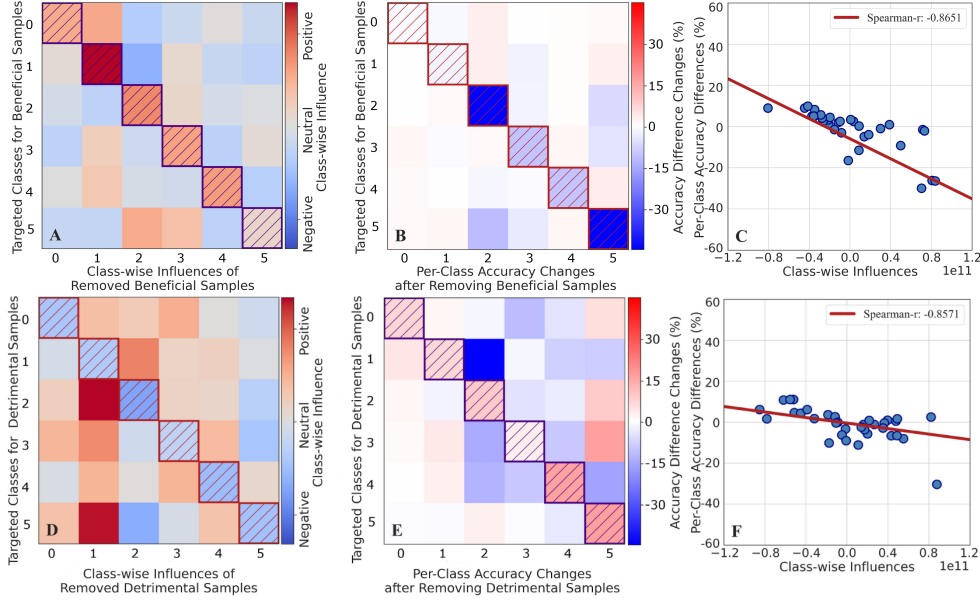 Targeted Classes for Beneficial Samples
0
1
2
3
4
5
A
0 1 2 3 4 5
Class-wise Influences of
Removed Beneficial Samples
Positive
Neutral
Negative
Class-wise Influence
Targeted Classes for Beneficial Samples
0
1
2
3
4
5
B
0 1 2 3 4 5
Per-Class Accuracy Changes
after Removing Beneficial Samples
30
15
0
-15
-30
Accuracy Difference Changes (%)
Per-Class Accuracy Differences (%)
60
40
20
0
-20
-40
-60
Spearman-r: -0.8651
C
-1.2 -0.8 -0.4 0.0 0.4 0.8 1.2
Class-wise Influences
1e11
Targeted Classes for Detrimental Samples
0
1
2
3
4
5
D
0 1 2 3 4 5
Class-wise Influences of
Removed Detrimental Samples
Positive
Neutral
Negative
Class-wise Influence
Targeted Classes for Detrimental Samples
0
1
2
3
4
5
E
0 1 2 3 4 5
Per-Class Accuracy Changes
after Removing Detrimental Samples
30
15
0
-15
-30
Accuracy Difference Changes (%)
Per-Class Accuracy Differences (%)
60
40
20
0
-20
-40
-60
Spearman-r: -0.8571
F
-1.2 -0.8 -0.4 0.0 0.4 0.8 1.2
Class-wise Influences
1e11